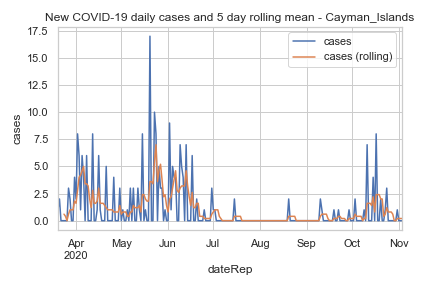 New COVID-19 daily cases and 5 day rolling mean - Cayman_Islands
17.5
15.0
12.5
10.0
7.5
5.0
2.5
0.0
cases
cases
cases (rolling)
Apr May Jun Jul Aug Sep Oct Nov
2020
dateRep